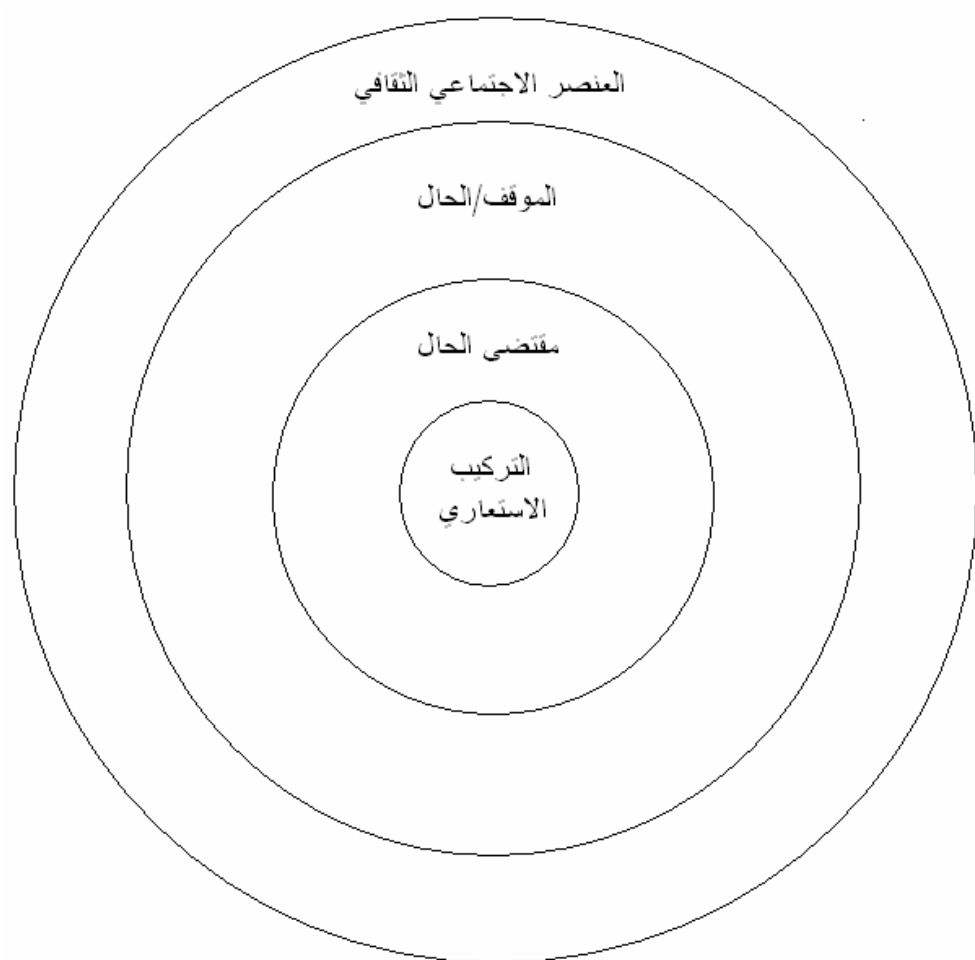 العنصر الاجتماعي الثقافي
الموقف/الحال
مقتضى الحال
التركيب
الاستعاري